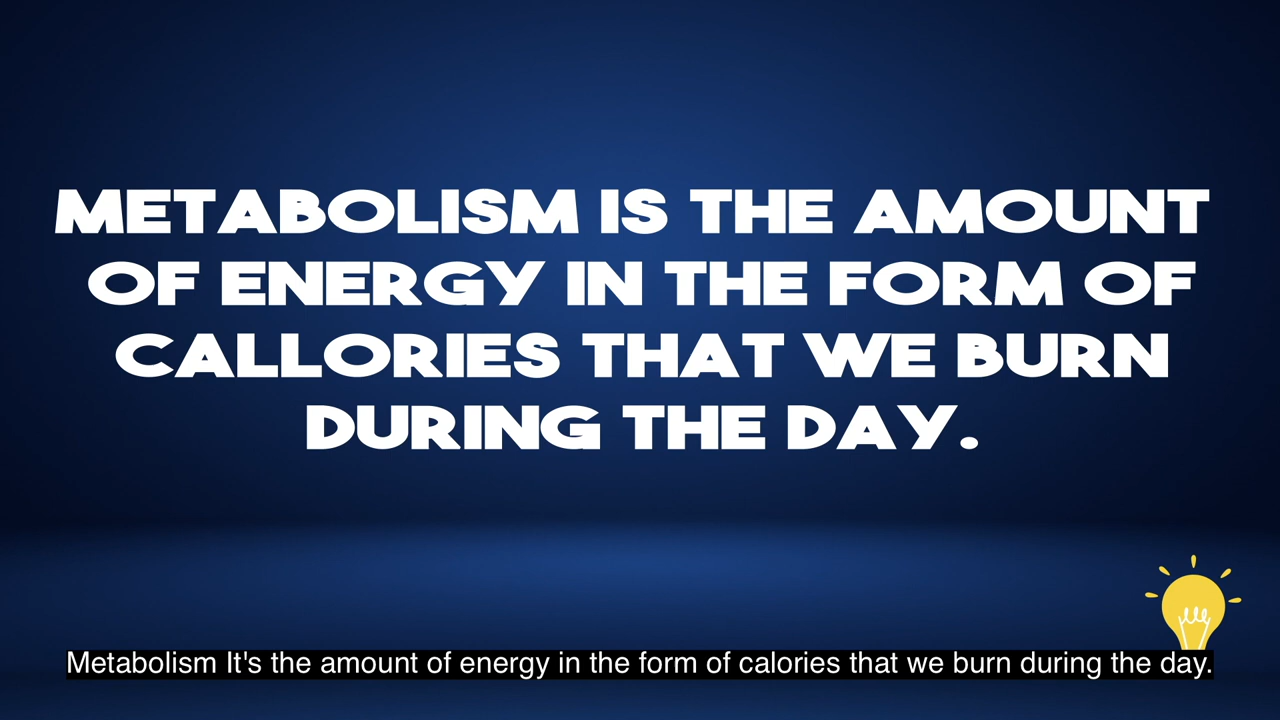 METABOLISM IS THE AMOUNT
OF ENERGY IN THE FORM OF
CALLORIES THAT WE BURN
DURING THE DAY.
Metabolism It's the amount of energy in the form of calories that we burn during the day.